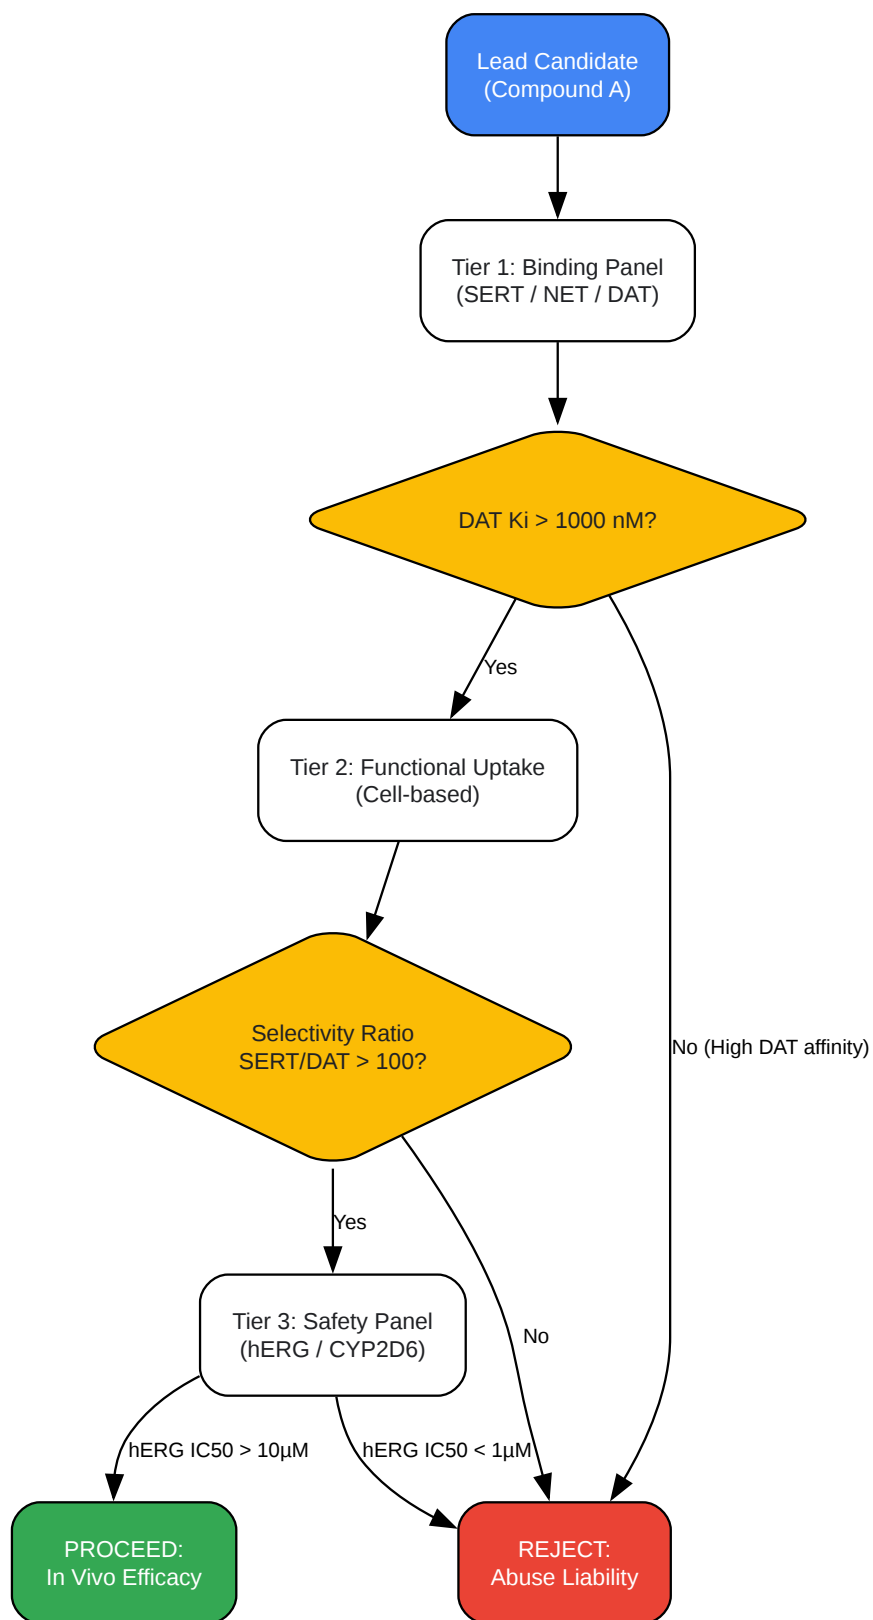 Lead Candidate
(Compound A)
Tier 1: Binding Panel
(SERT / NET / DAT)
DAT Ki > 1000 nM?
Yes
Tier 2: Functional Uptake
(Cell-based)
Selectivity Ratio
SERT/DAT > 100?
No (High DAT affinity)
Yes
Tier 3: Safety Panel
(hERG / CYP2D6)
No
hERG IC50 > 10µM
hERG IC50 < 1µM
PROCEED:
In Vivo Efficacy
REJECT:
Abuse Liability